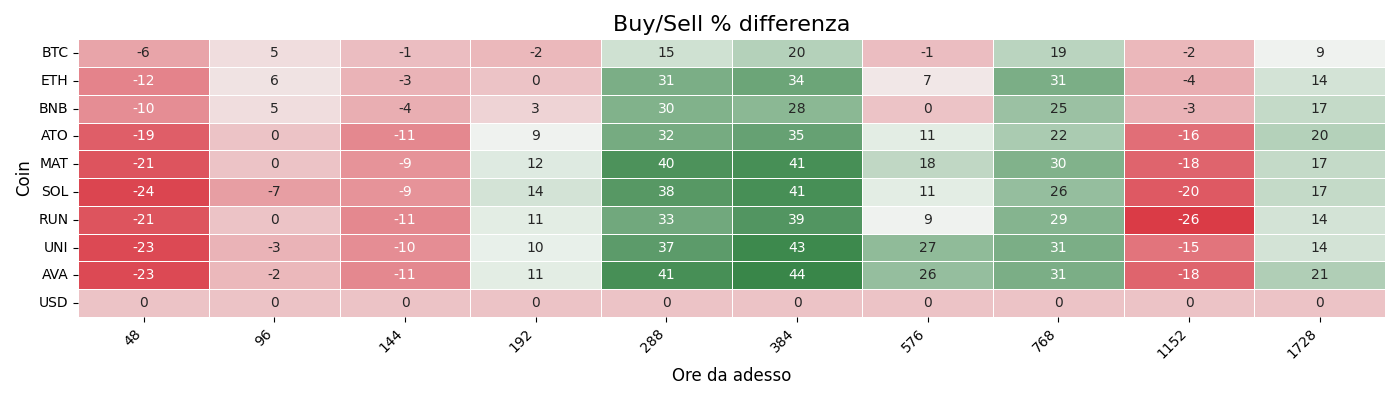 Buy/Sell % differenza
Coin
BTC -6 5 -1 -2 15 20 -1 19 -2 9
ETH -12 6 -3 0 31 34 7 31 -4 14
BNB -10 5 -4 3 30 28 0 25 -3 17
ATO -19 0 -11 9 32 35 11 22 -16 20
MAT -21 0 -9 12 40 41 18 30 -18 17
SOL -24 -7 -9 14 38 41 11 26 -20 17
RUN -21 0 -11 11 33 39 9 29 -26 14
UNI -23 -3 -10 10 37 43 27 31 -15 14
AVA -23 -2 -11 11 41 44 26 31 -18 21
USD 0 0 0 0 0 0 0 0 0 0
48 96 144 192 288 384 576 768 1152 1728
Ore da adesso